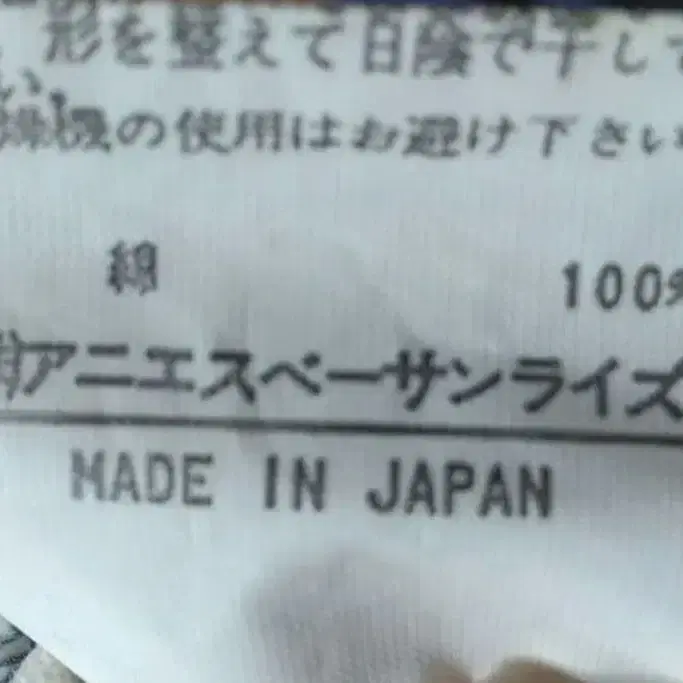 形を整えて日陰で干して
い。
燥機の使用はお避け下さい
綿 100%
㈱アニエスベーサンライズ
MADE IN JAPAN